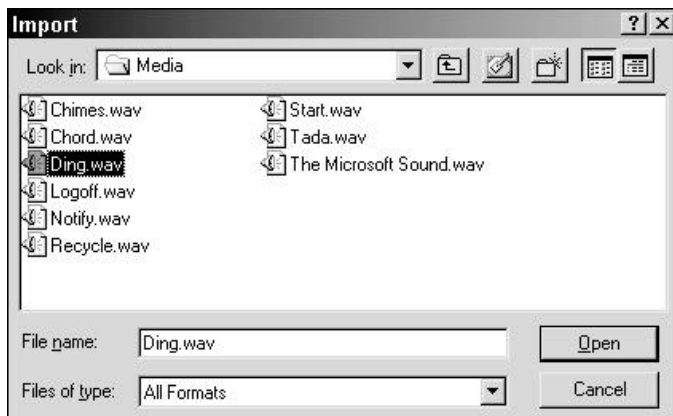 Import
Look in: Media
Chimes.wav
Chord.wav
Ding.wav
Logoff.wav
Notify.wav
Recycle.wav
Start.wav
Tada.wav
The Microsoft Sound.wav
File name: Ding.wav Open
Files of type: All Formats Cancel